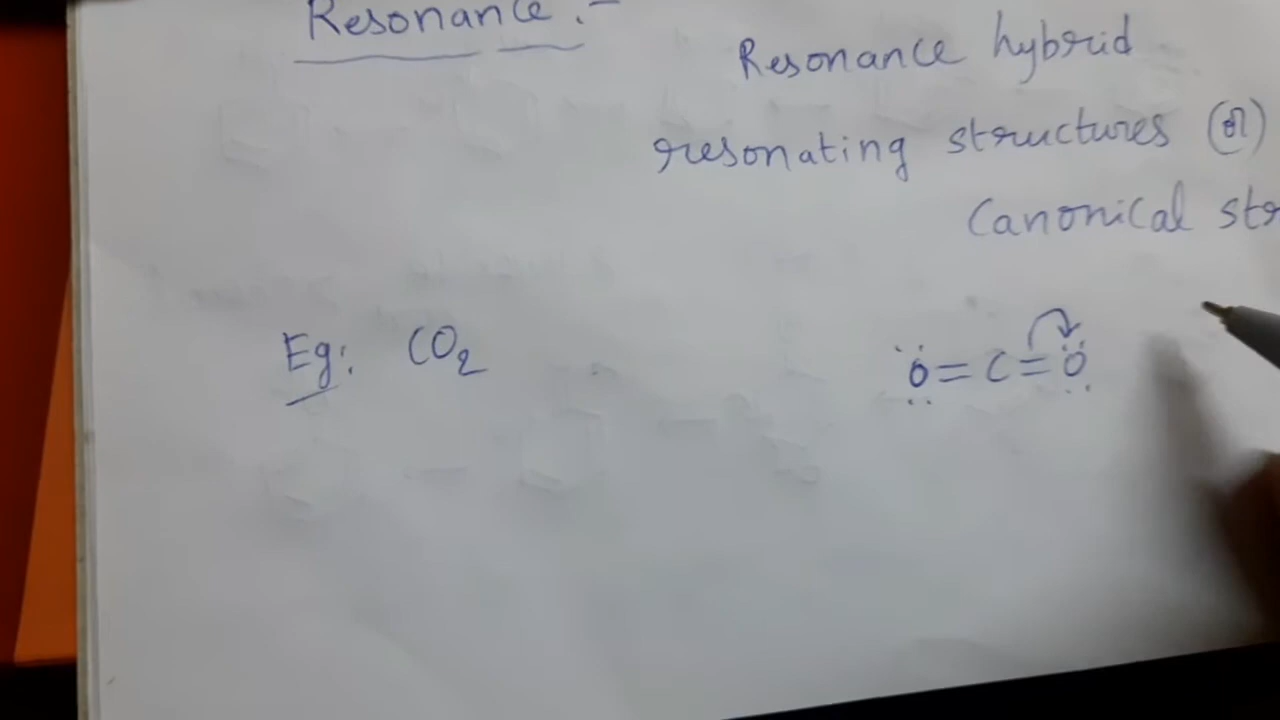 Resonance :-
Resonance hybrid
resonating structures (or)
Canonical str
Eg: CO₂
O = C = O